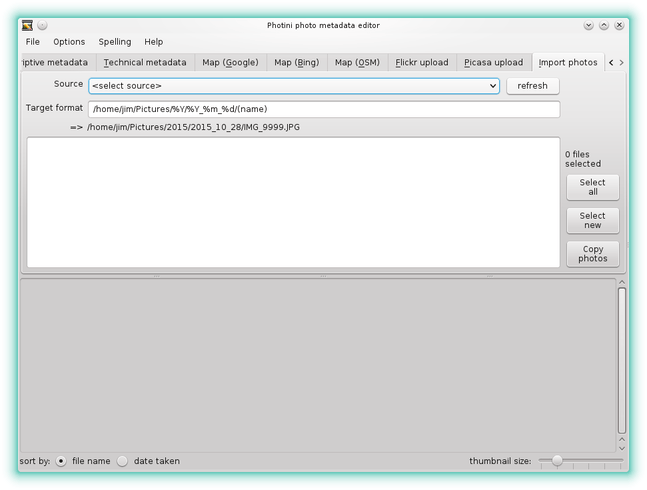 Photini photo metadata editor
File Options Spelling Help
iptive metadata Technical metadata Map (Google) Map (Bing) Map (OSM) Flickr upload Picasa upload Import photos
Source <select source> refresh
Target format /home/jim/Pictures/%Y/%Y_%m_%d/(name)
=> /home/jim/Pictures/2015/2015_10_28/IMG_9999.JPG
0 files
selected
Select
all
Select
new
Copy
photos
sort by: file name date taken thumbnail size: